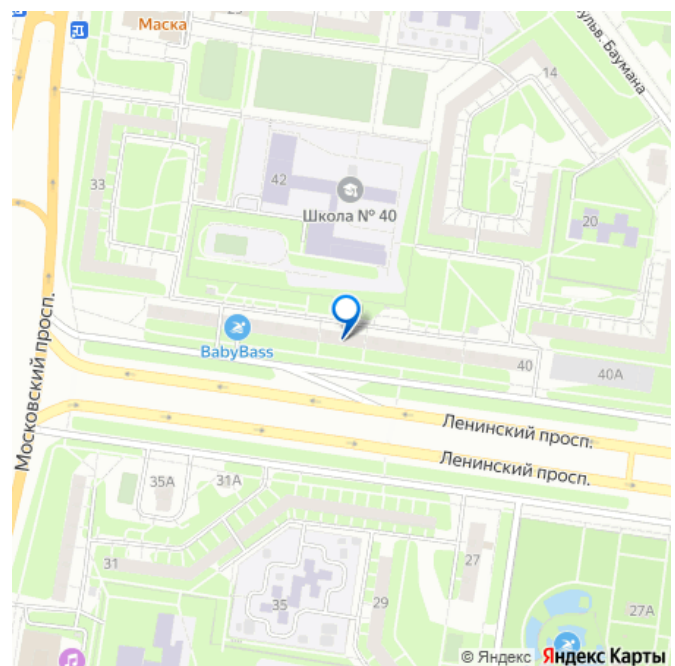 Маска
бульв. Баумана
14
33
42
Школа № 40
20
Московский просп.
BabyBass
40
40А
Ленинский просп.
Ленинский просп.
35А
31А
31
27
35
29
27А
© Яндекс Яндекс Карты